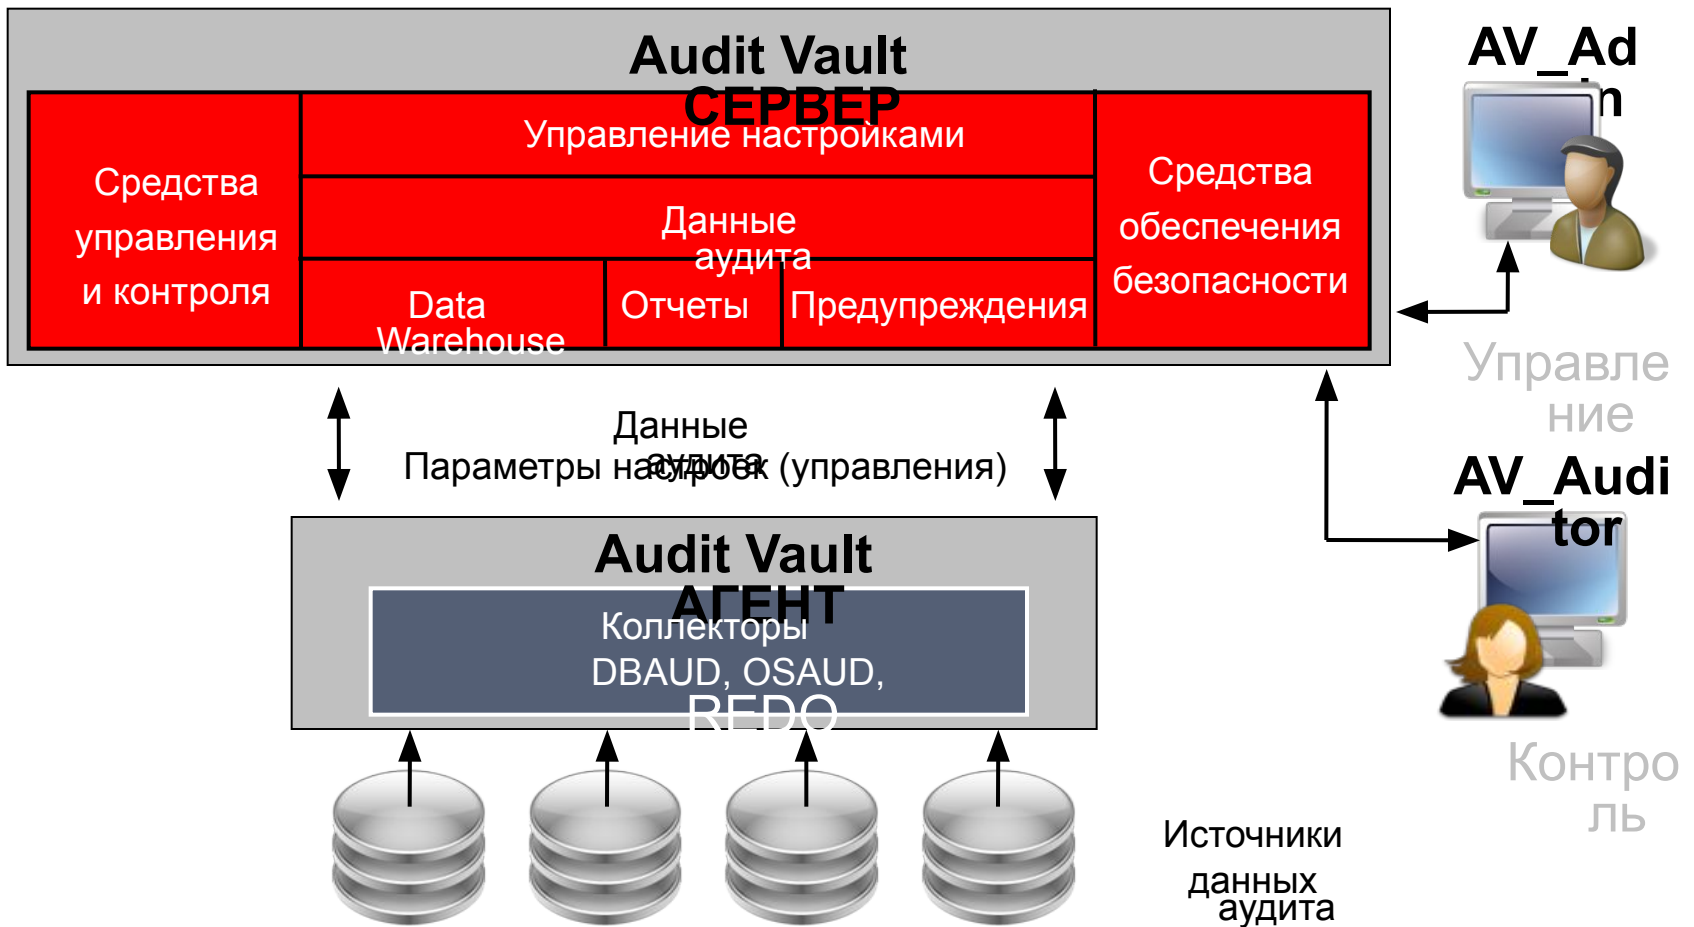 Audit Vault
СЕРВЕР
Управление настройками
Средства
управления
и контроля
Данные
аудита
Data
Warehouse
Отчеты
Предупреждения
Средства
обеспечения
безопасности
AV_Ad
Управле
ние
Данные
аудита
Параметры настроек (управления)
AV_Audi
tor
Audit Vault
АГЕНТ
Коллекторы
DBAUD, OSAUD,
REDO
Контро
ль
Источники
данных
аудита